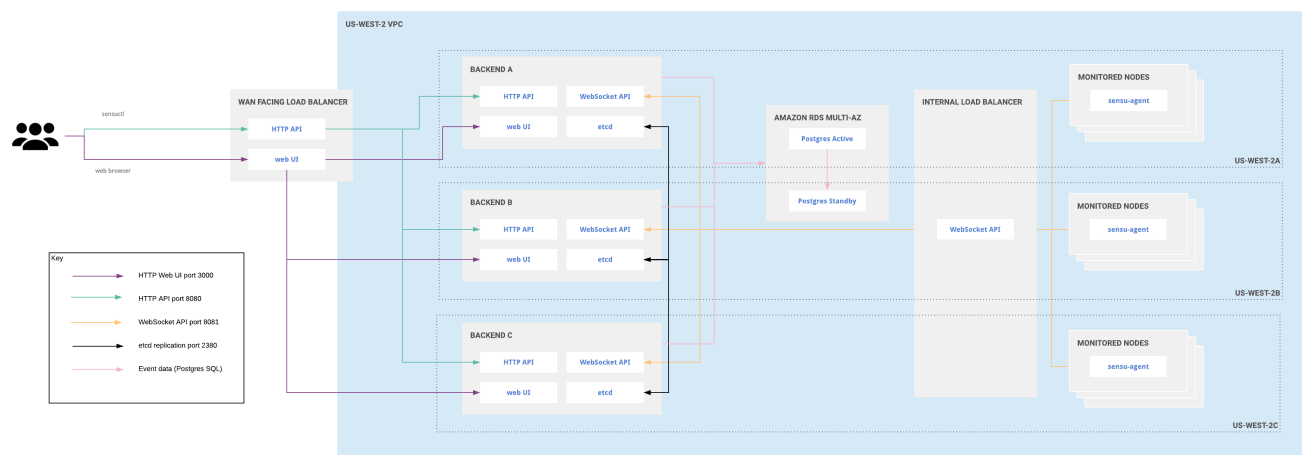 US-WEST-2 VPC
sensuctl
web browser
WAN FACING LOAD BALANCER
HTTP API
web UI
BACKEND A
HTTP API
WebSocket API
web UI
etcd
BACKEND B
HTTP API
WebSocket API
web UI
etcd
BACKEND C
HTTP API
WebSocket API
web UI
etcd
AMAZON RDS MULTI-AZ
Postgres Active
Postgres Standby
INTERNAL LOAD BALANCER
WebSocket API
MONITORED NODES
sensu-agent
US-WEST-2A
MONITORED NODES
sensu-agent
US-WEST-2B
MONITORED NODES
sensu-agent
US-WEST-2C
Key
HTTP Web UI port 3000
HTTP API port 8080
WebSocket API port 8081
etcd replication port 2380
Event data (Postgres SQL)